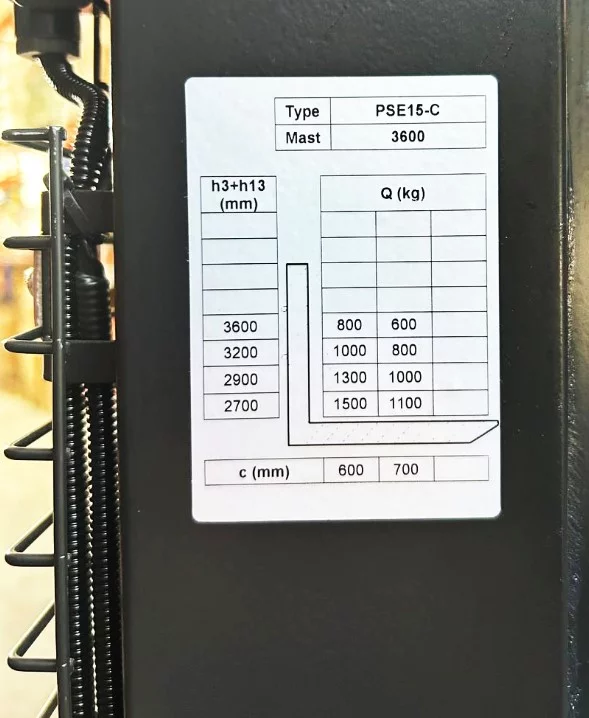 Type PSE15-C
Mast 3600
h3+h13 (mm) Q (kg)
3600 800 600
3200 1000 800
2900 1300 1000
2700 1500 1100
c (mm) 600 700